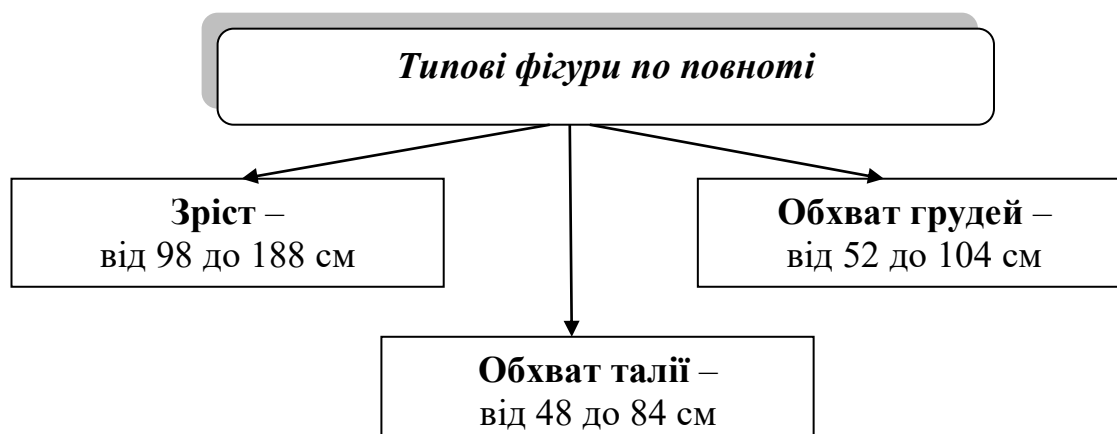 Типові фігури по повноті
Зріст –
від 98 до 188 см
Обхват грудей –
від 52 до 104 см
Обхват талії –
від 48 до 84 см